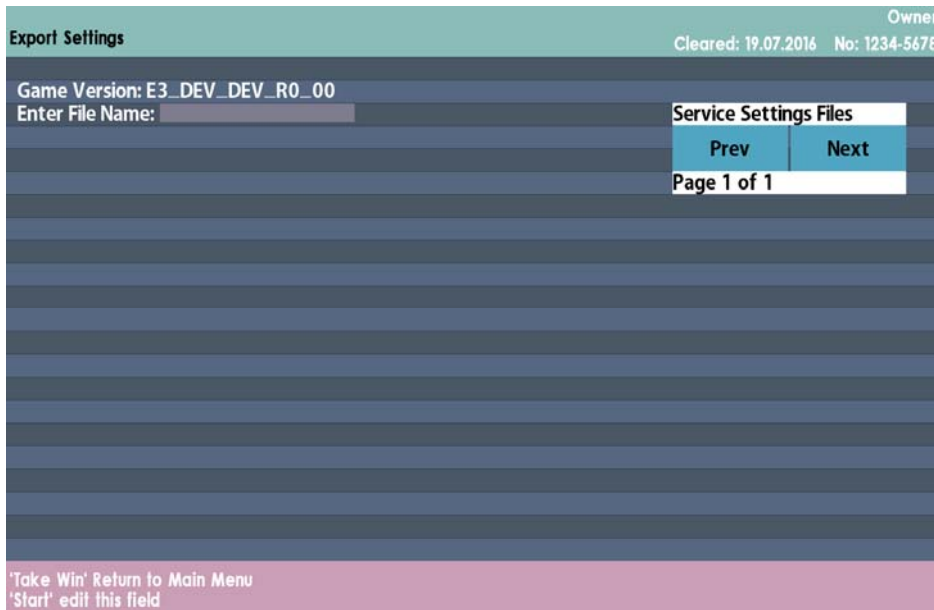 Owner
Export Settings
Cleared: 19.07.2016 No: 1234-5678
Game Version: E3_DEV_DEV_R0_00
Enter File Name:
Service Settings Files
Prev Next
Page 1 of 1
'Take Win' Return to Main Menu
'Start' edit this field